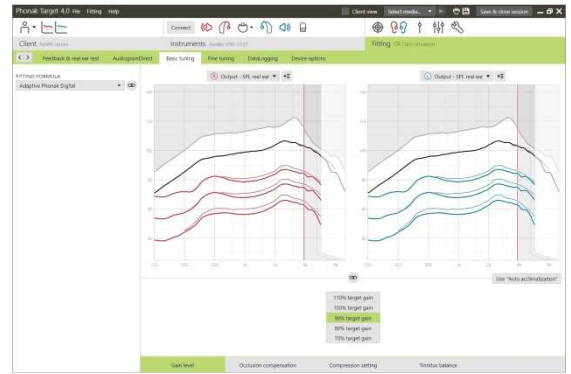 Phonak Target 4.0 File Fitting Help
Client view Select media... Save & close session
Connect
Client Instruments Fitting
Feedback & real ear test AudiogramDirect Basic tuning Fine tuning DataLogging Device options
FITTING FORMULA
Adaptive Phonak Digital
Output - SPL real ear
Output - SPL real ear
Use "Auto acclimatization"
110% target gain
100% target gain
90% target gain
80% target gain
70% target gain
Gain level Occlusion compensation Compression setting Tinnitus balance